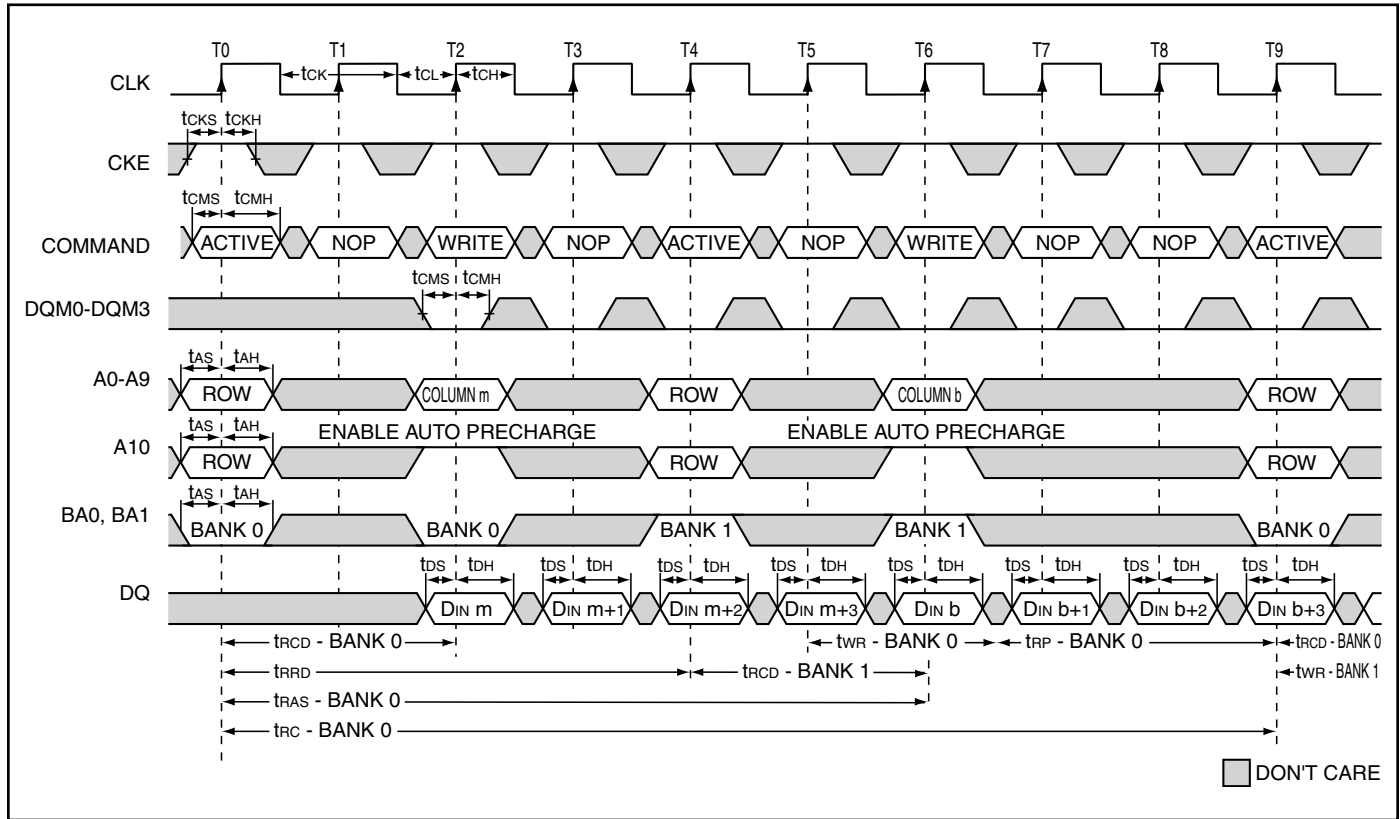 T0 T1 T2 T3 T4 T5 T6 T7 T8 T9
CLK
tCK tCL tCH
tCKS tCKH
CKE
tCMS tCMH
COMMAND
ACTIVE NOP WRITE NOP ACTIVE NOP WRITE NOP NOP ACTIVE
tCMS tCMH
DQM0-DQM3
tAS tAH
A0-A9
ROW COLUMN m ROW COLUMN b ROW
tAS tAH
ENABLE AUTO PRECHARGE ENABLE AUTO PRECHARGE
A10
ROW ROW ROW
tAS tAH
BA0, BA1
BANK 0 BANK 0 BANK 1 BANK 1 BANK 0
tDS tDH tDS tDH tDS tDH tDS tDH tDS tDH tDS tDH tDS tDH tDS tDH
DQ
DIN m DIN m+1 DIN m+2 DIN m+3 DIN b DIN b+1 DIN b+2 DIN b+3
tRCD - BANK 0 tWR - BANK 0 tRP - BANK 0 tRCD - BANK 0
tRRD tRCD - BANK 1 tWR - BANK 1
tRAS - BANK 0
tRC - BANK 0
DON'T CARE